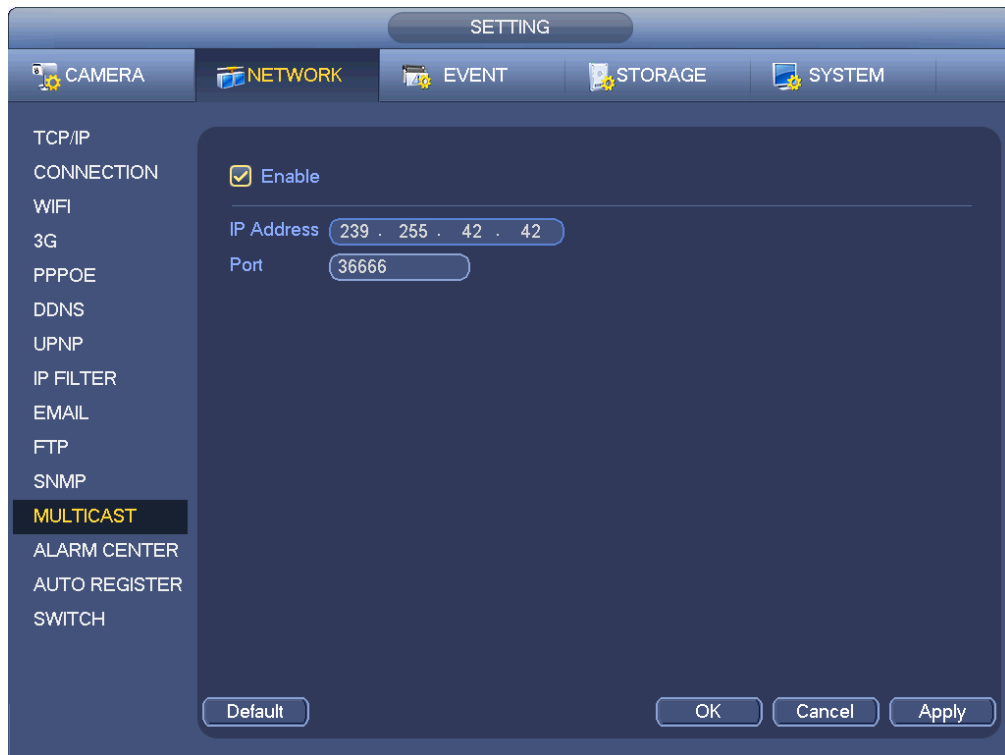 SETTING
CAMERA NETWORK EVENT STORAGE SYSTEM
TCP/IP
CONNECTION
WIFI
3G
PPPOE
DDNS
UPNP
IP FILTER
EMAIL
FTP
SNMP
MULTICAST
ALARM CENTER
AUTO REGISTER
SWITCH
Enable
IP Address 239 . 255 . 42 . 42
Port 36666
Default OK Cancel Apply